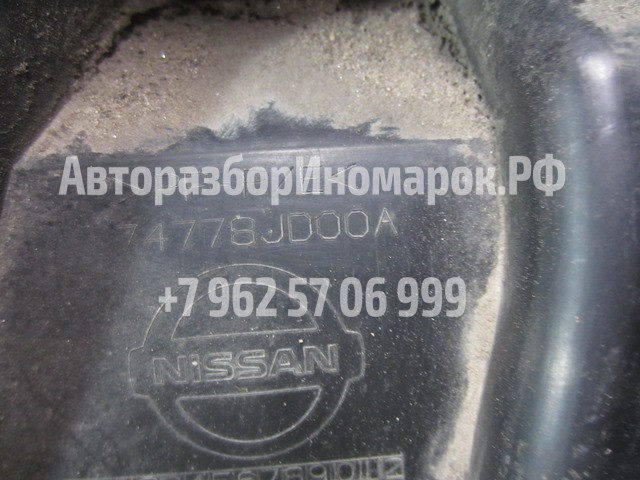 АвторазборИномарок.РФ
74778JD00A
+7 962 57 06 999
NISSAN